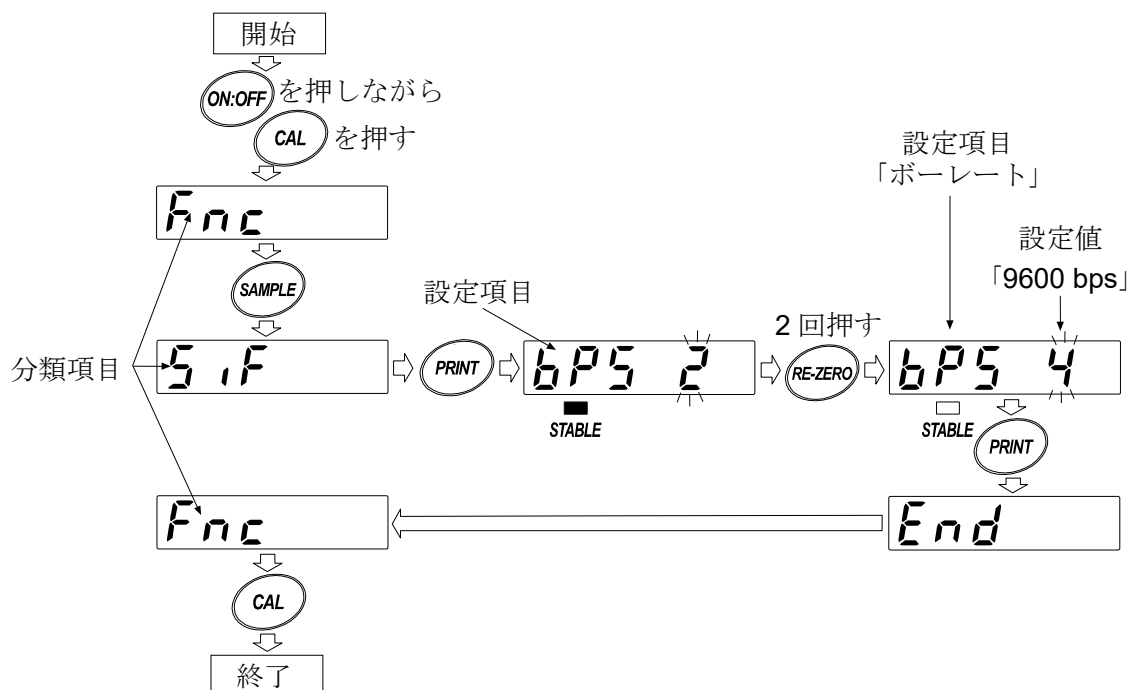 開始
ON:OFF を押しながら
CAL を押す
Fnc
SAMPLE
分類項目
SiF
PRINT
設定項目
bPS 2
STABLE
2 回押す
RE-ZERO
設定項目
「ボーレート」
設定値
「9600 bps」
bPS 4
STABLE
PRINT
End
Fnc
CAL
終了